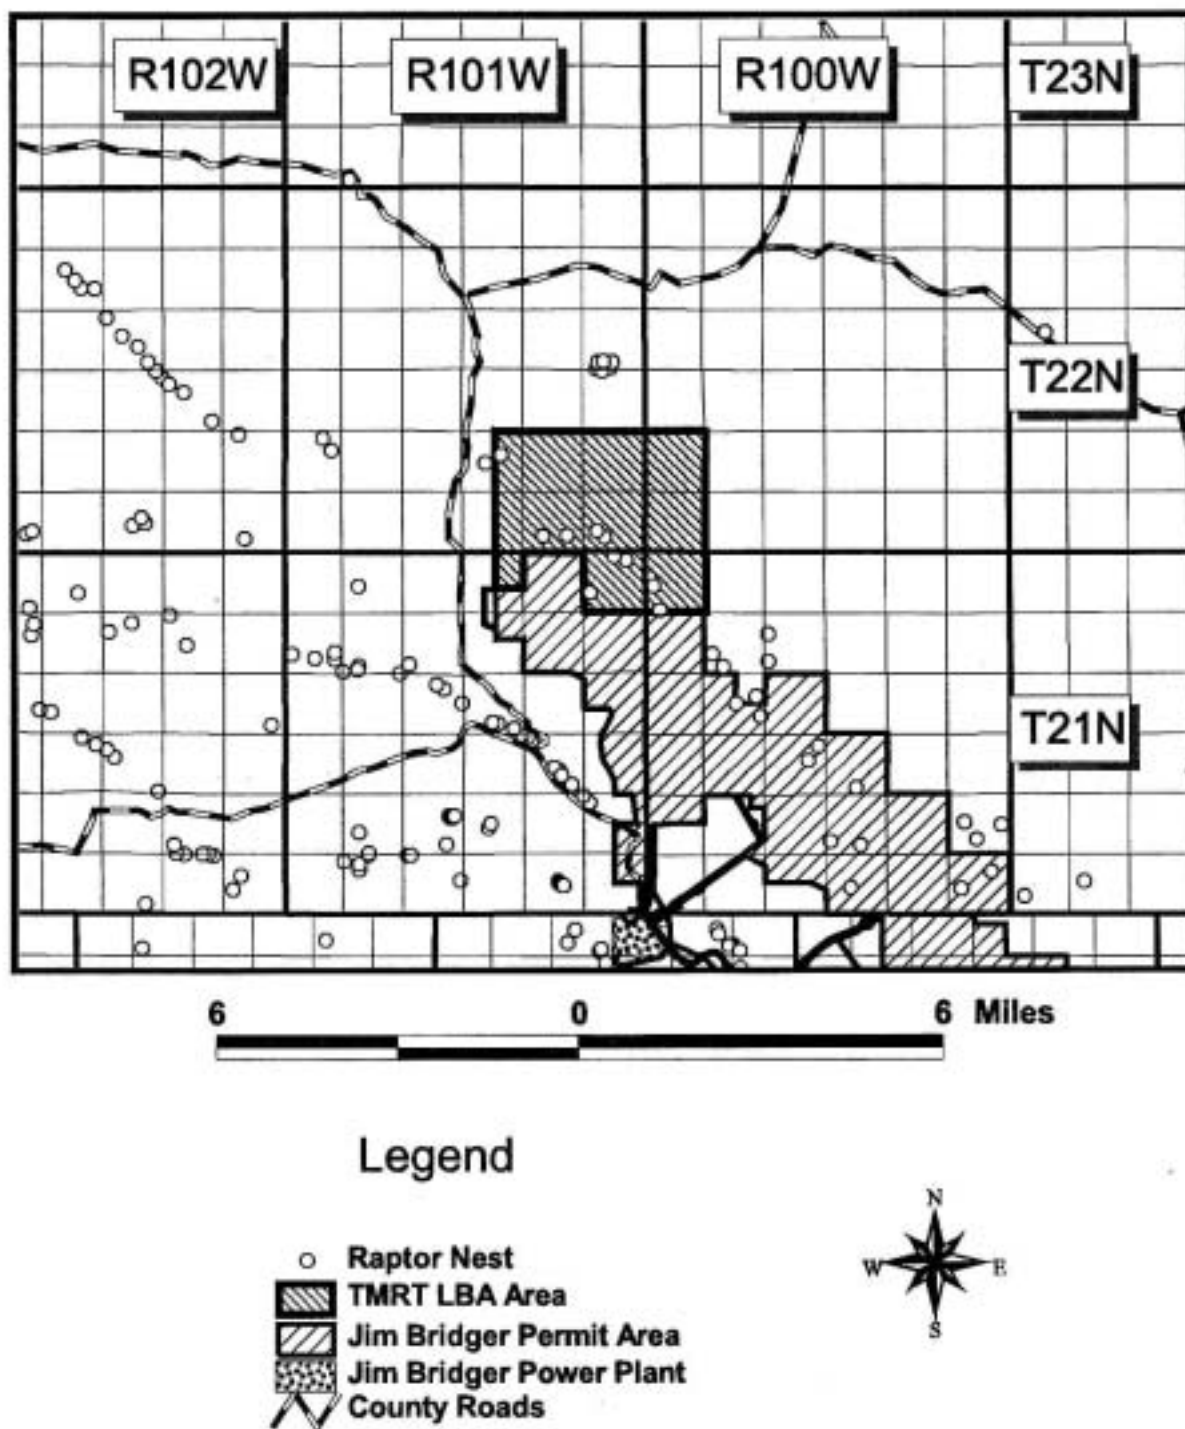 R102W R101W R100W T23N
T22N
T21N
6 0 6 Miles
Legend
Raptor Nest
TMRT LBA Area
Jim Bridger Permit Area
Jim Bridger Power Plant
County Roads
N
W E
S